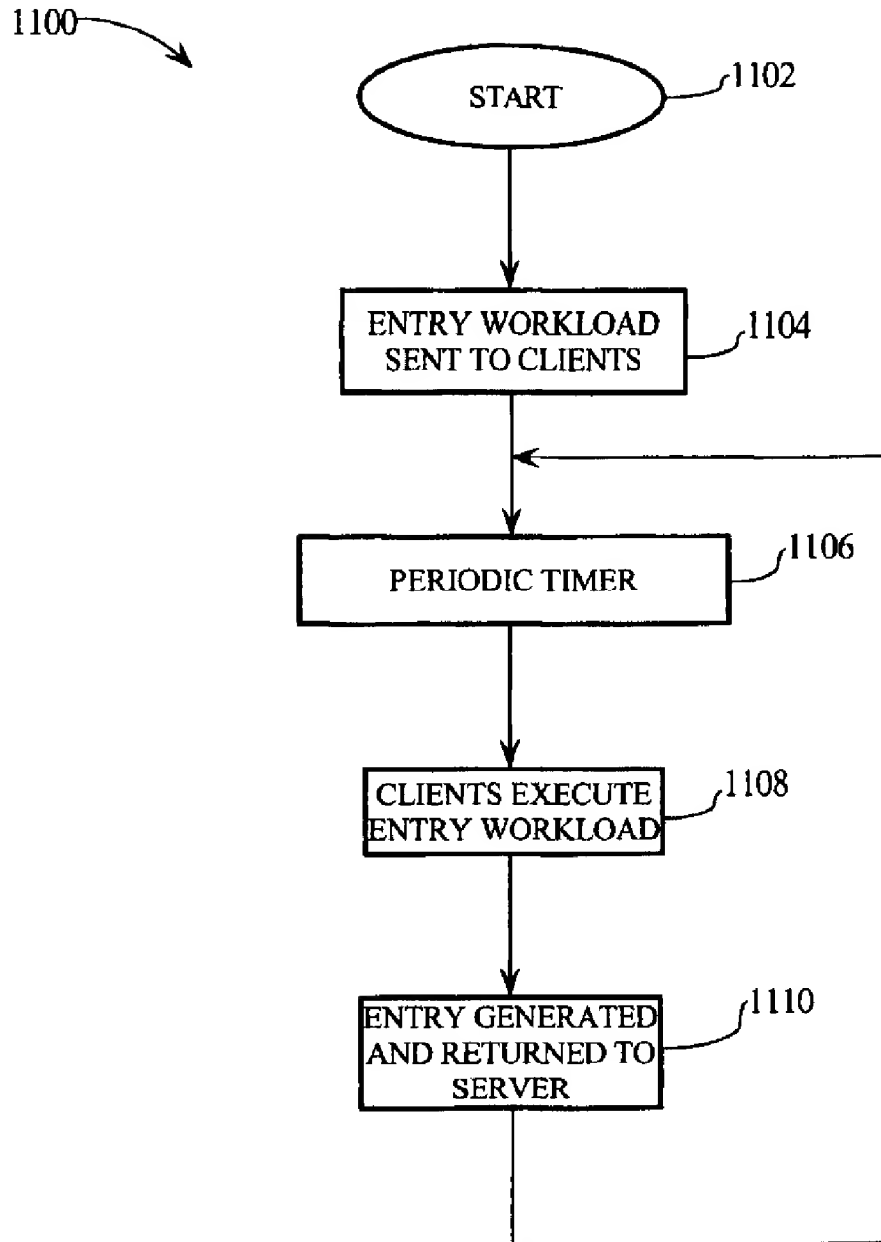 1100
START
1102
ENTRY WORKLOAD
SENT TO CLIENTS
1104
PERIODIC TIMER
1106
CLIENTS EXECUTE
ENTRY WORKLOAD
1108
ENTRY GENERATED
AND RETURNED TO
SERVER
1110